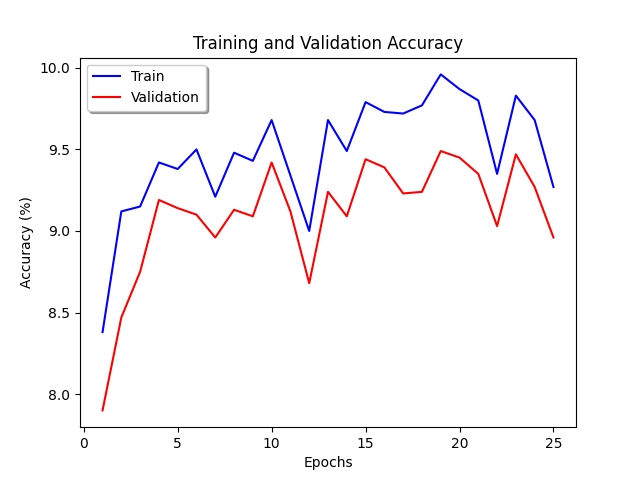 Training and Validation Accuracy
Train
Validation
10.0
9.5
9.0
8.5
8.0
Accuracy (%)
0
5
10
15
20
25
Epochs